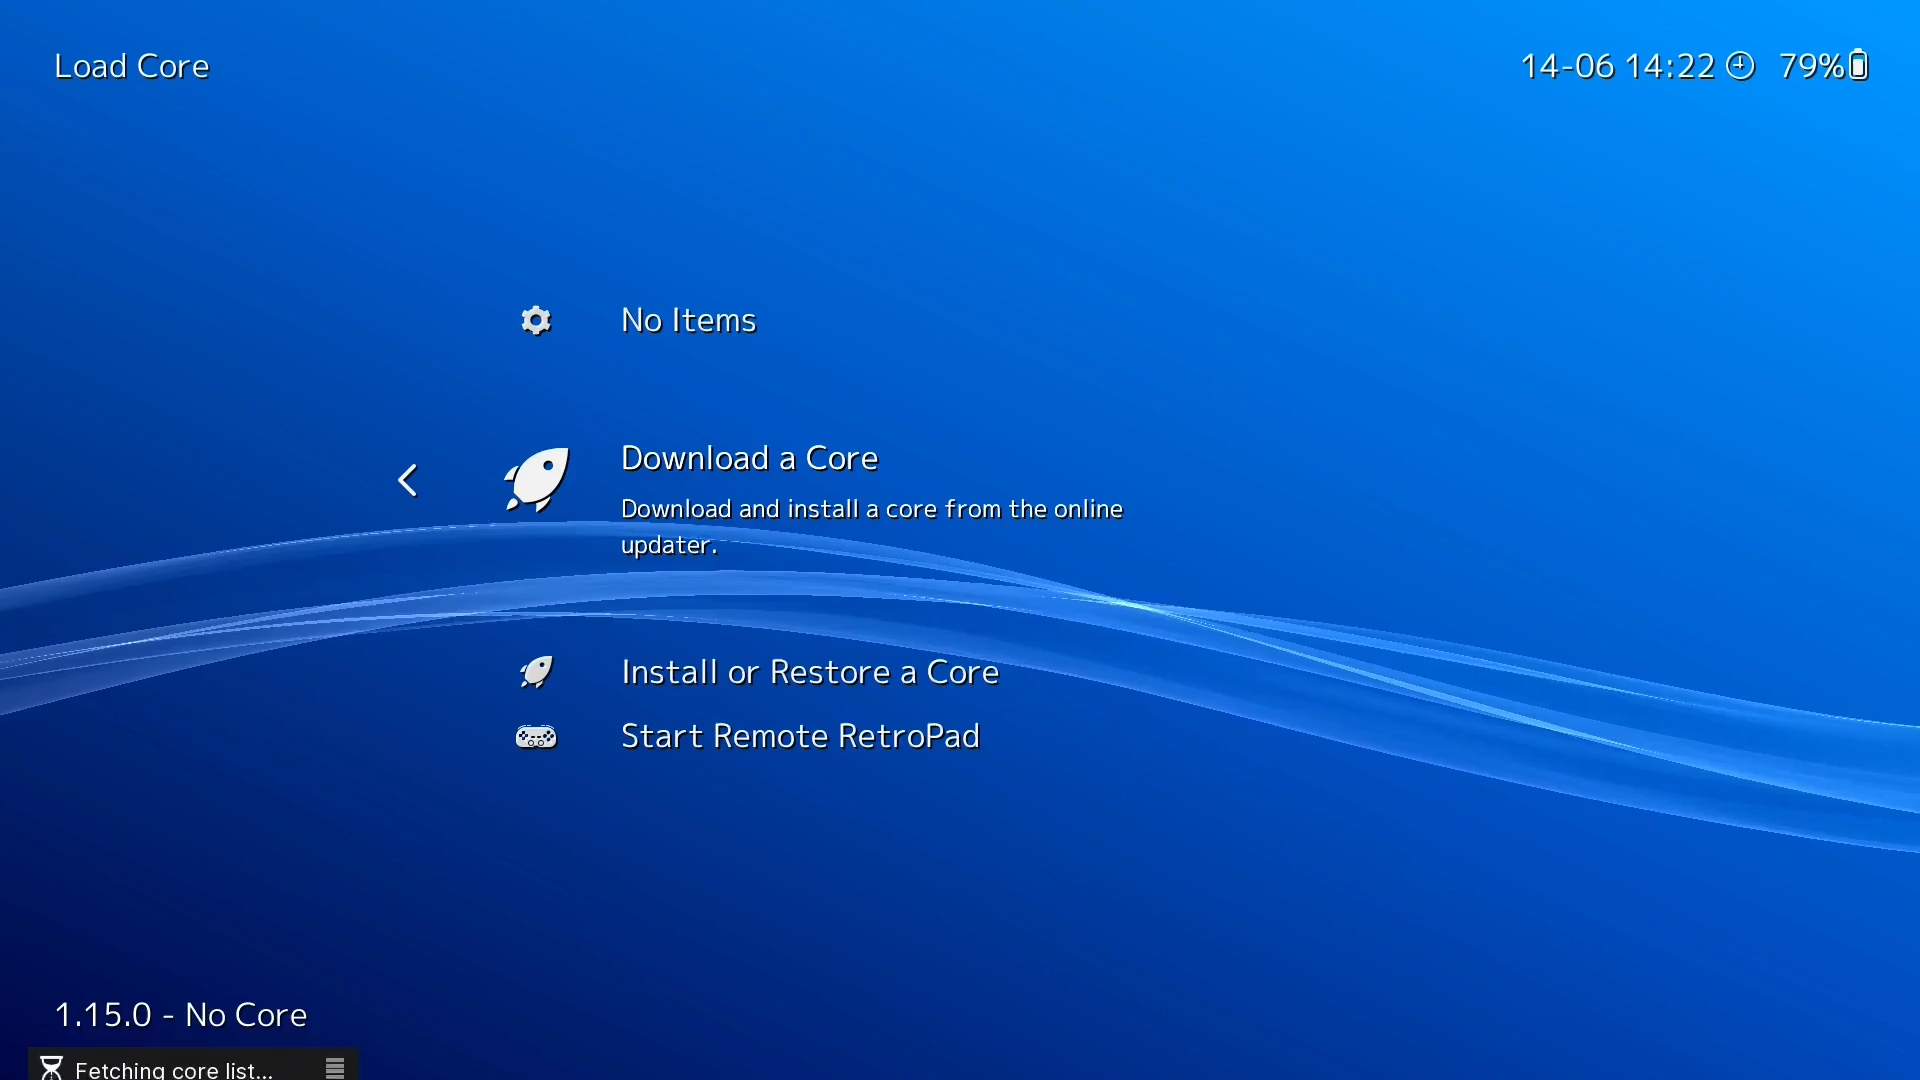 Load Core
14-06 14:22 79%
No Items
Download a Core
Download and install a core from the online
updater.
Install or Restore a Core
Start Remote RetroPad
1.15.0 - No Core
Fetching core list...